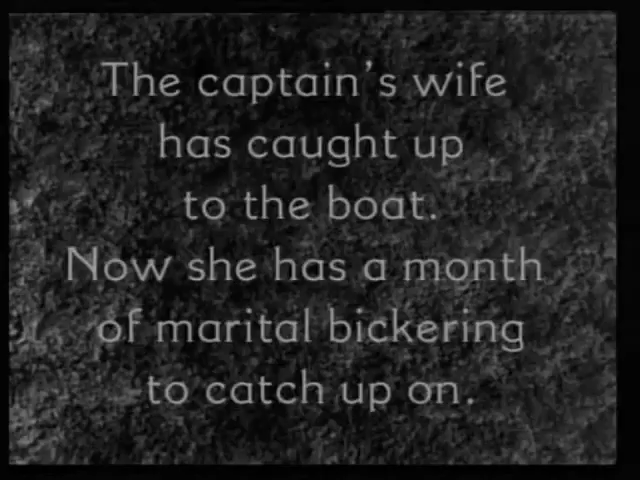 The captain’s wife
has caught up
to the boat.
Now she has a month
of marital bickering
to catch up on.